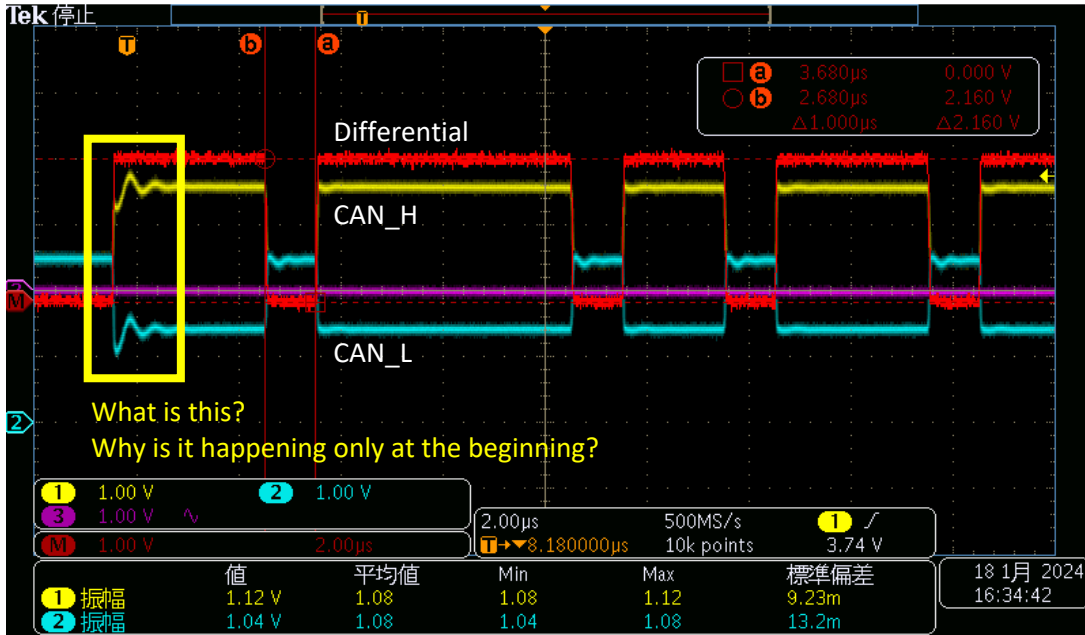 Tek 停止
T
T
b
a
a 3.680µs 0.000 V
b 2.680µs 2.160 V
△1.000µs △2.160 V
Differential
CAN_H
3
M
CAN_L
2
What is this?
Why is it happening only at the beginning?
1 1.00 V 2 1.00 V
3 1.00 V
M 1.00 V 2.00µs
2.00µs 500MS/s 1
T→▼8.180000µs 10k points 3.74 V
値 平均値 Min Max 標準偏差
1 振幅 1.12 V 1.08 1.08 1.12 9.23m
2 振幅 1.04 V 1.08 1.04 1.08 13.2m
18 1月 2024
16:34:42